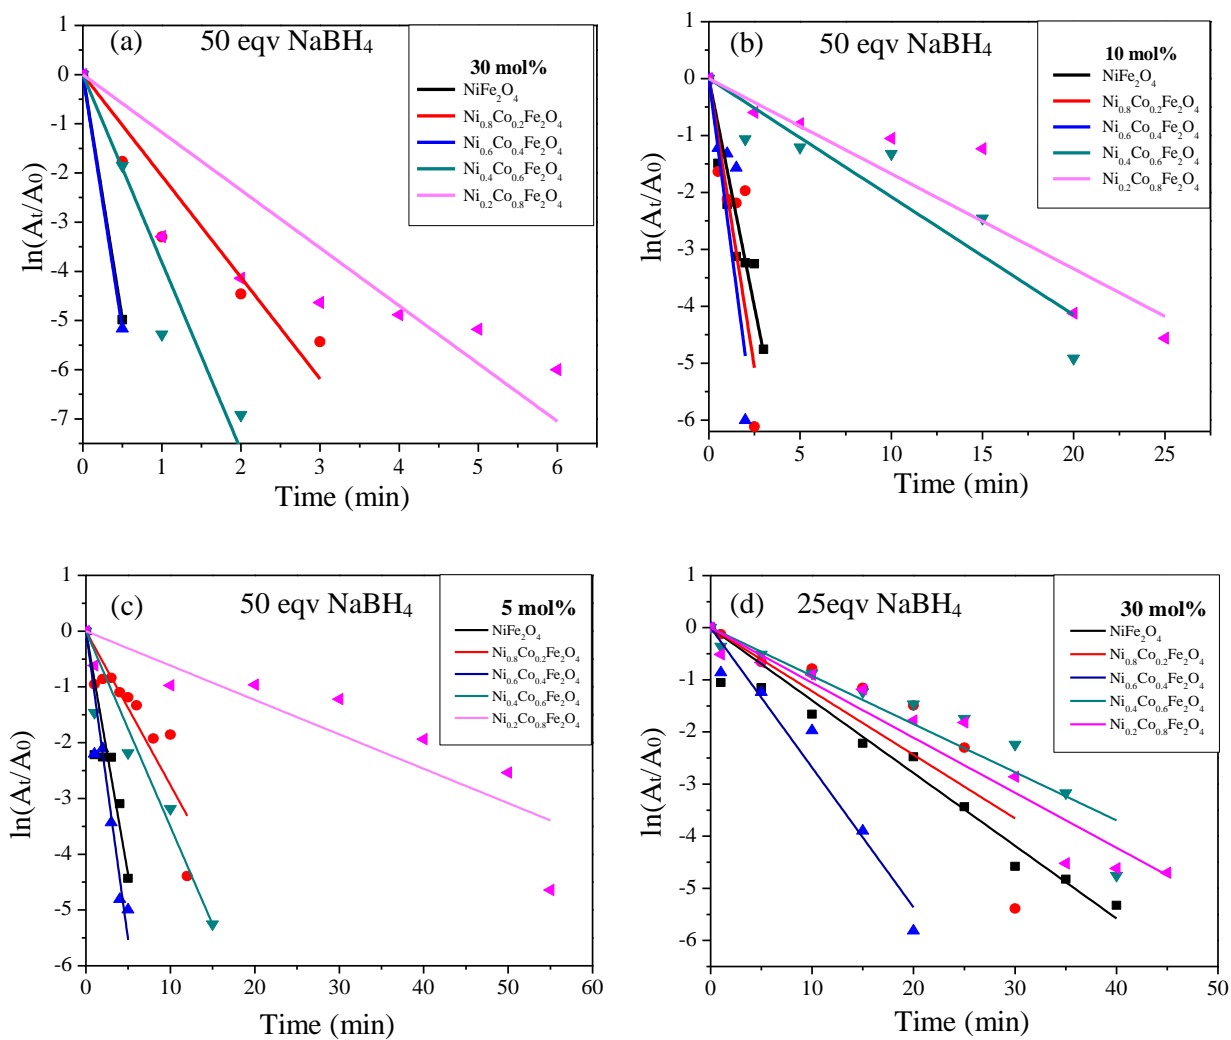 (a) 50 eqv NaBH4
30 mol%
NiFe2O4
Ni0.8Co0.2Fe2O4
Ni0.6Co0.4Fe2O4
Ni0.4Co0.6Fe2O4
Ni0.2Co0.8Fe2O4
1
0
-1
-2
-3
-4
-5
-6
-7
ln(At/A0)
0 1 2 3 4 5 6
Time (min)
(b) 50 eqv NaBH4
10 mol%
NiFe2O4
Ni0.8Co0.2Fe2O4
Ni0.6Co0.4Fe2O4
Ni0.4Co0.6Fe2O4
Ni0.2Co0.8Fe2O4
1
0
-1
-2
-3
-4
-5
-6
ln(At/A0)
0 5 10 15 20 25
Time (min)
(c) 50 eqv NaBH4
5 mol%
NiFe2O4
Ni0.8Co0.2Fe2O4
Ni0.6Co0.4Fe2O4
Ni0.4Co0.6Fe2O4
Ni0.2Co0.8Fe2O4
1
0
-1
-2
-3
-4
-5
-6
ln(At/A0)
0 10 20 30 40 50 60
Time (min)
(d) 25eqv NaBH4
30 mol%
NiFe2O4
Ni0.8Co0.2Fe2O4
Ni0.6Co0.4Fe2O4
Ni0.4Co0.6Fe2O4
Ni0.2Co0.8Fe2O4
1
0
-1
-2
-3
-4
-5
-6
ln(At/A0)
0 10 20 30 40 50
Time (min)